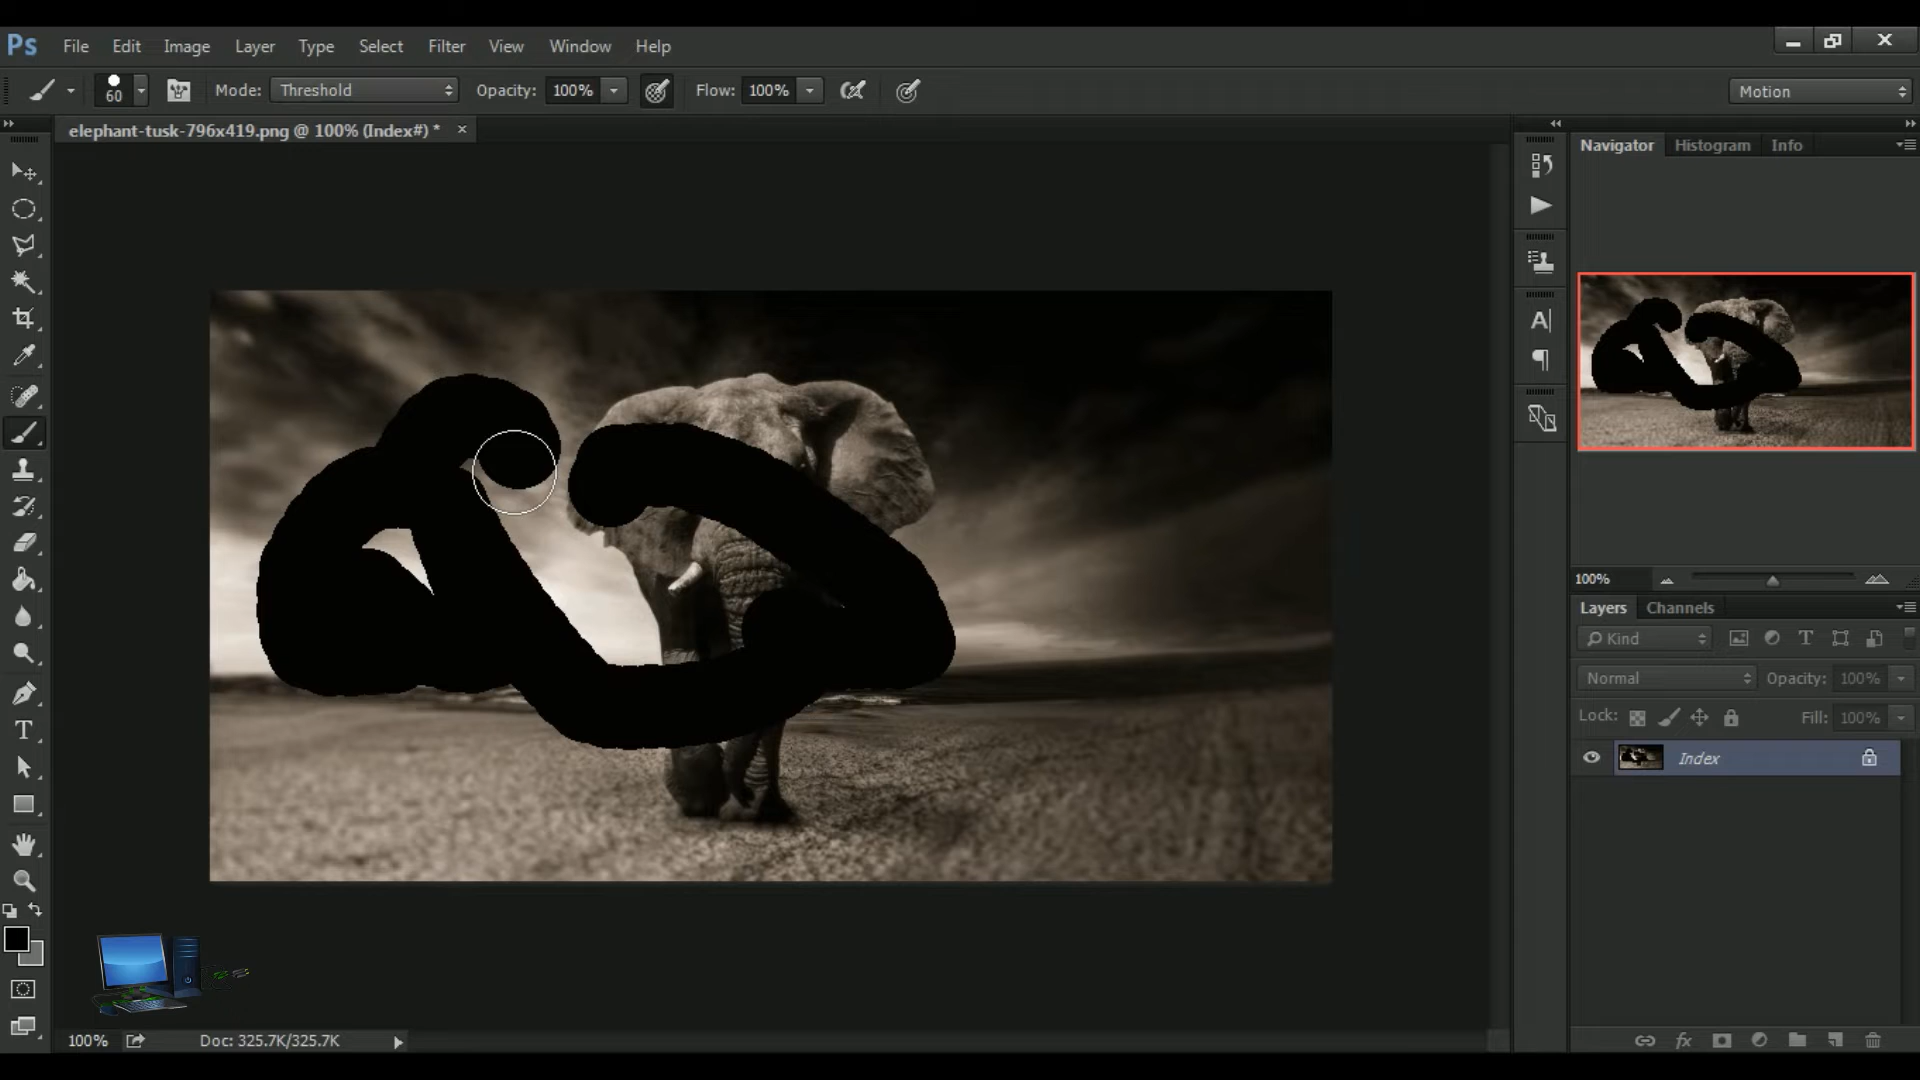 Ps File Edit Image Layer Type Select Filter View Window Help
60 Mode: Threshold Opacity: 100% Flow: 100% Motion
elephant-tusk-796x419.png @ 100% (Index#) * ×
Navigator Histogram Info
A
100%
Layers Channels
Kind T
Normal Opacity: 100%
Lock: Fill: 100%
Index
T
fx
100% Doc: 325.7K/325.7K